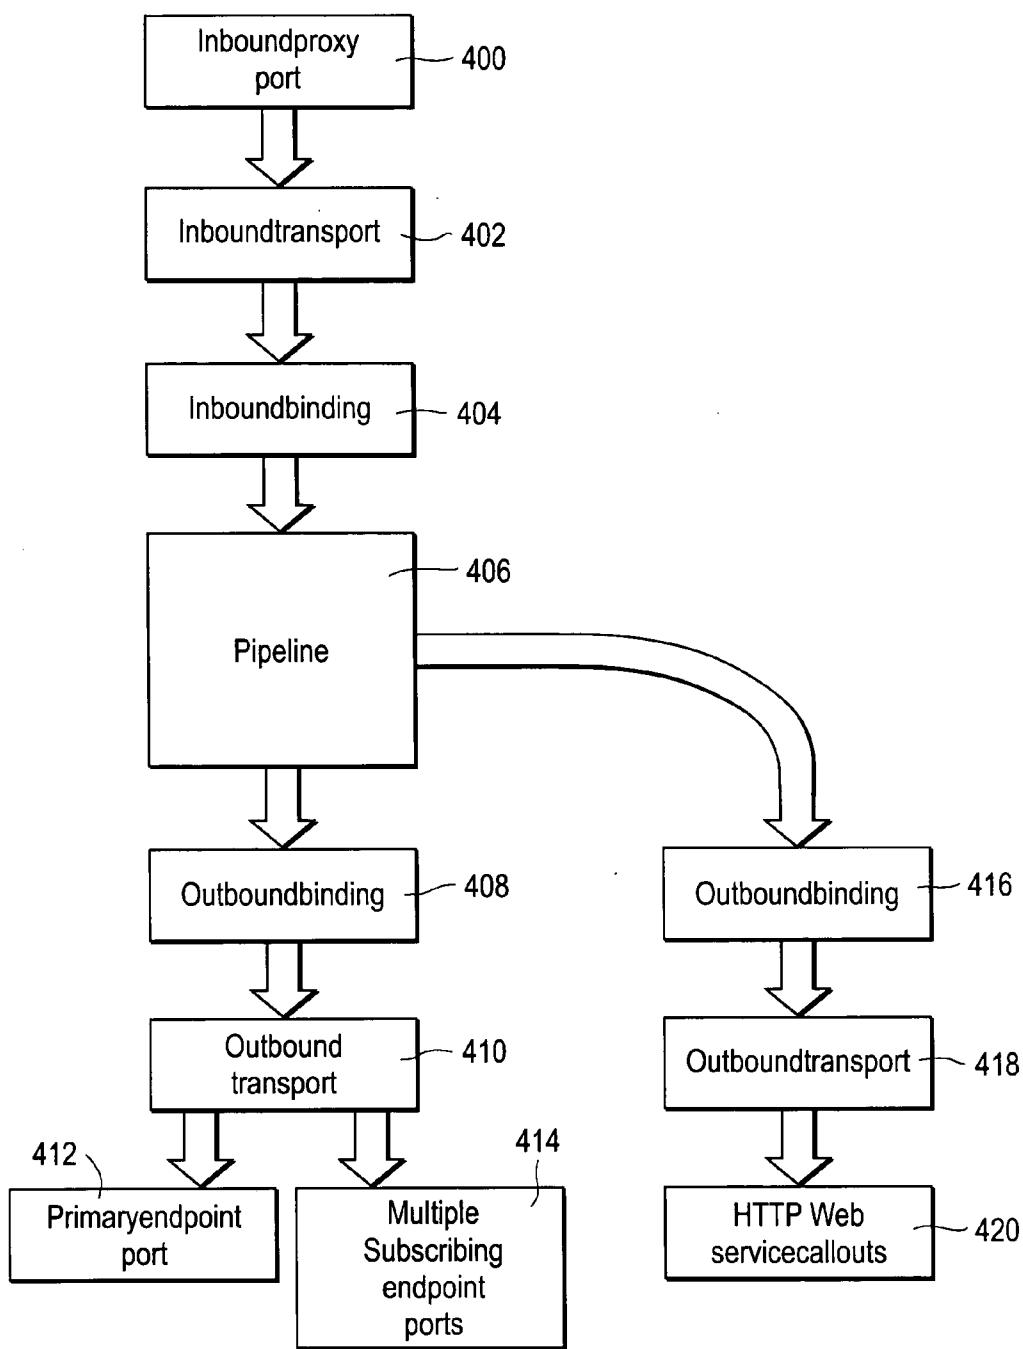 Inboundproxy
port
400
Inboundtransport
402
Inboundbinding
404
406
Pipeline
Outboundbinding
408
Outboundbinding
416
Outbound
transport
410
Outboundtransport
418
412
Primaryendpoint
port
414
Multiple
Subscribing
endpoint
ports
HTTP Web
servicecallouts
420